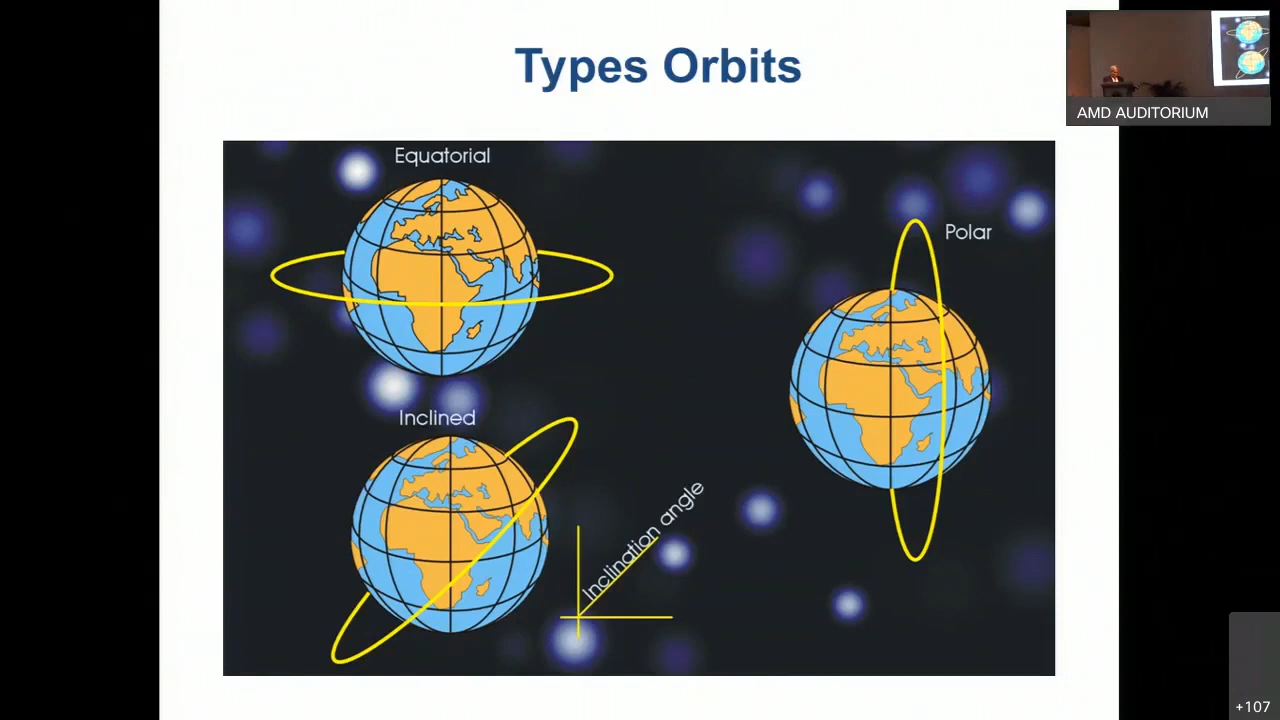 Types Orbits
AMD AUDITORIUM
Equatorial
Polar
Inclined
Inclination angle
+107